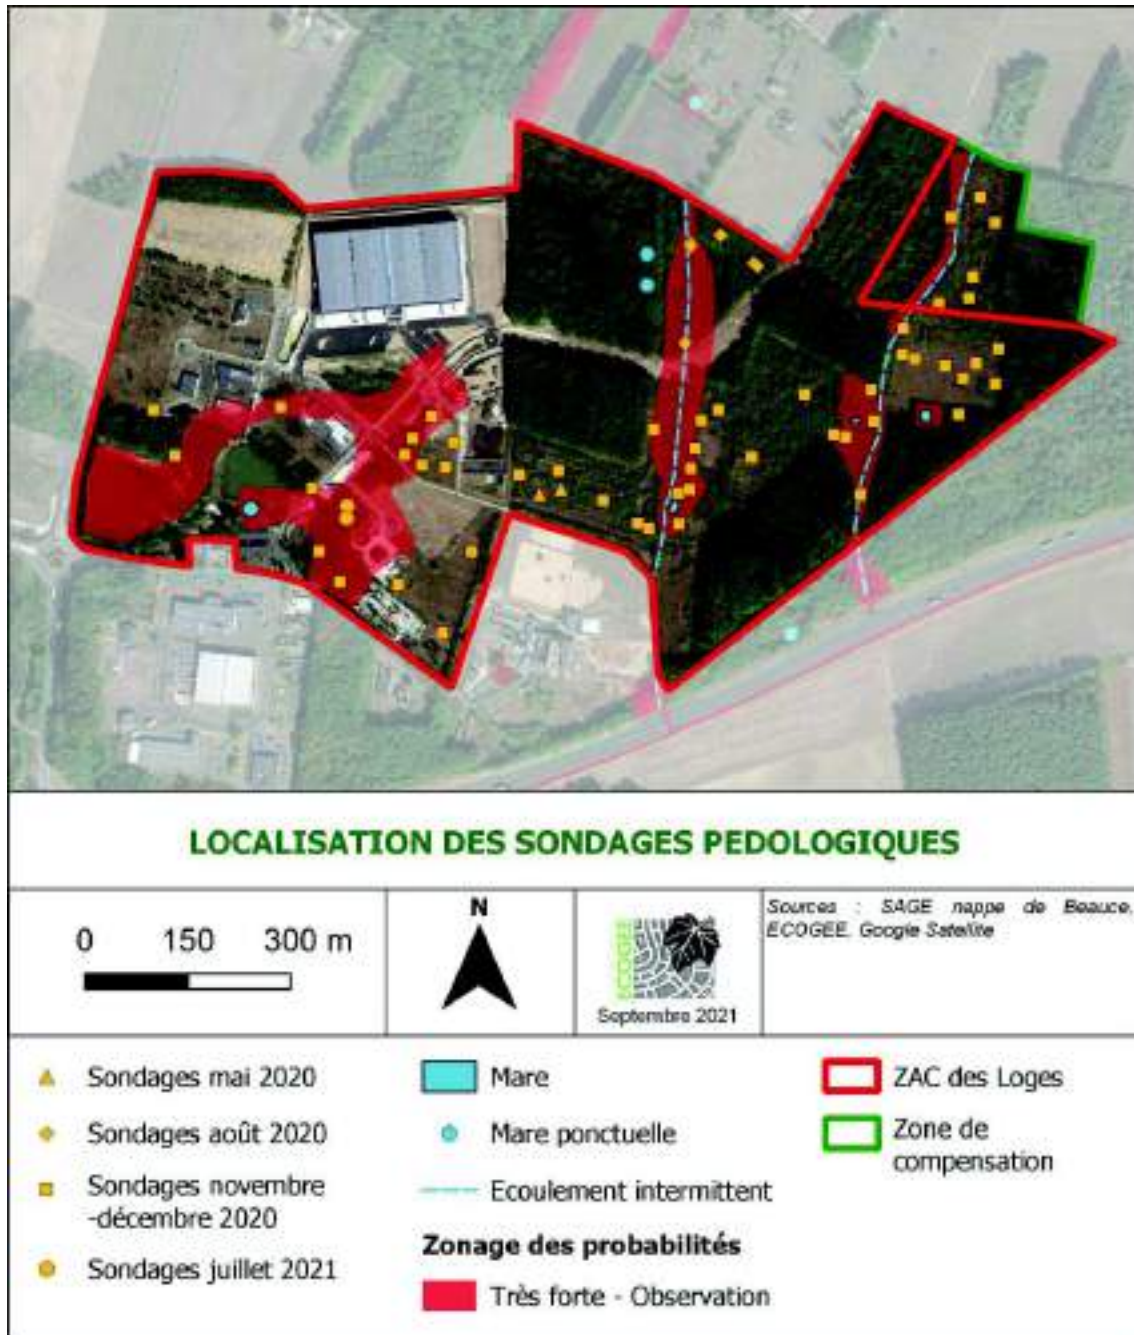 LOCALISATION DES SONDAGES PEDOLOGIQUES
0 150 300 m
N
ECOGEE
Septembre 2021
Sources : SAGE nappe de Beauce,
ECOGEE, Google Satellite
Sondages mai 2020
Sondages août 2020
Sondages novembre
-décembre 2020
Sondages juillet 2021
Mare
Mare ponctuelle
Ecoulement intermittent
Zonage des probabilités
Très forte - Observation
ZAC des Loges
Zone de
compensation